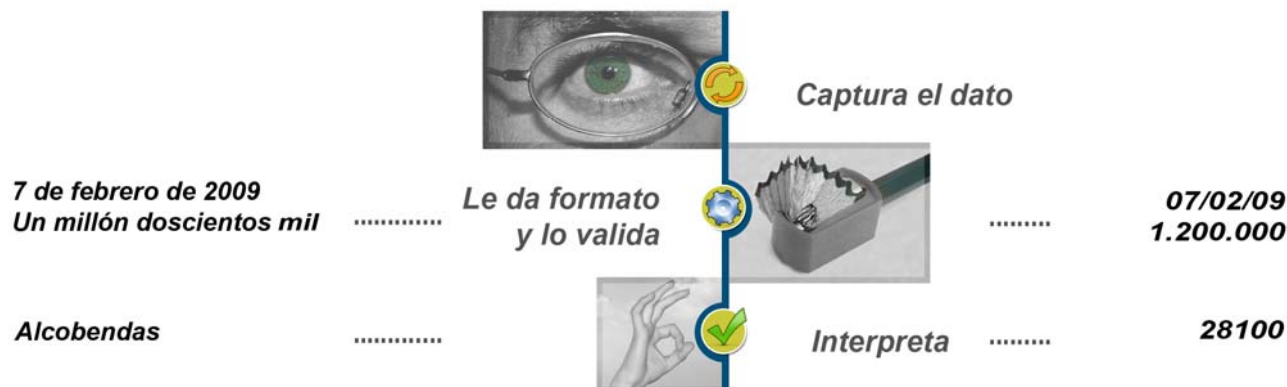 Captura el dato
7 de febrero de 2009
Un millón doscientos mil
Le da formato
y lo valida
07/02/09
1.200.000
Alcobendas
Interpreta
28100